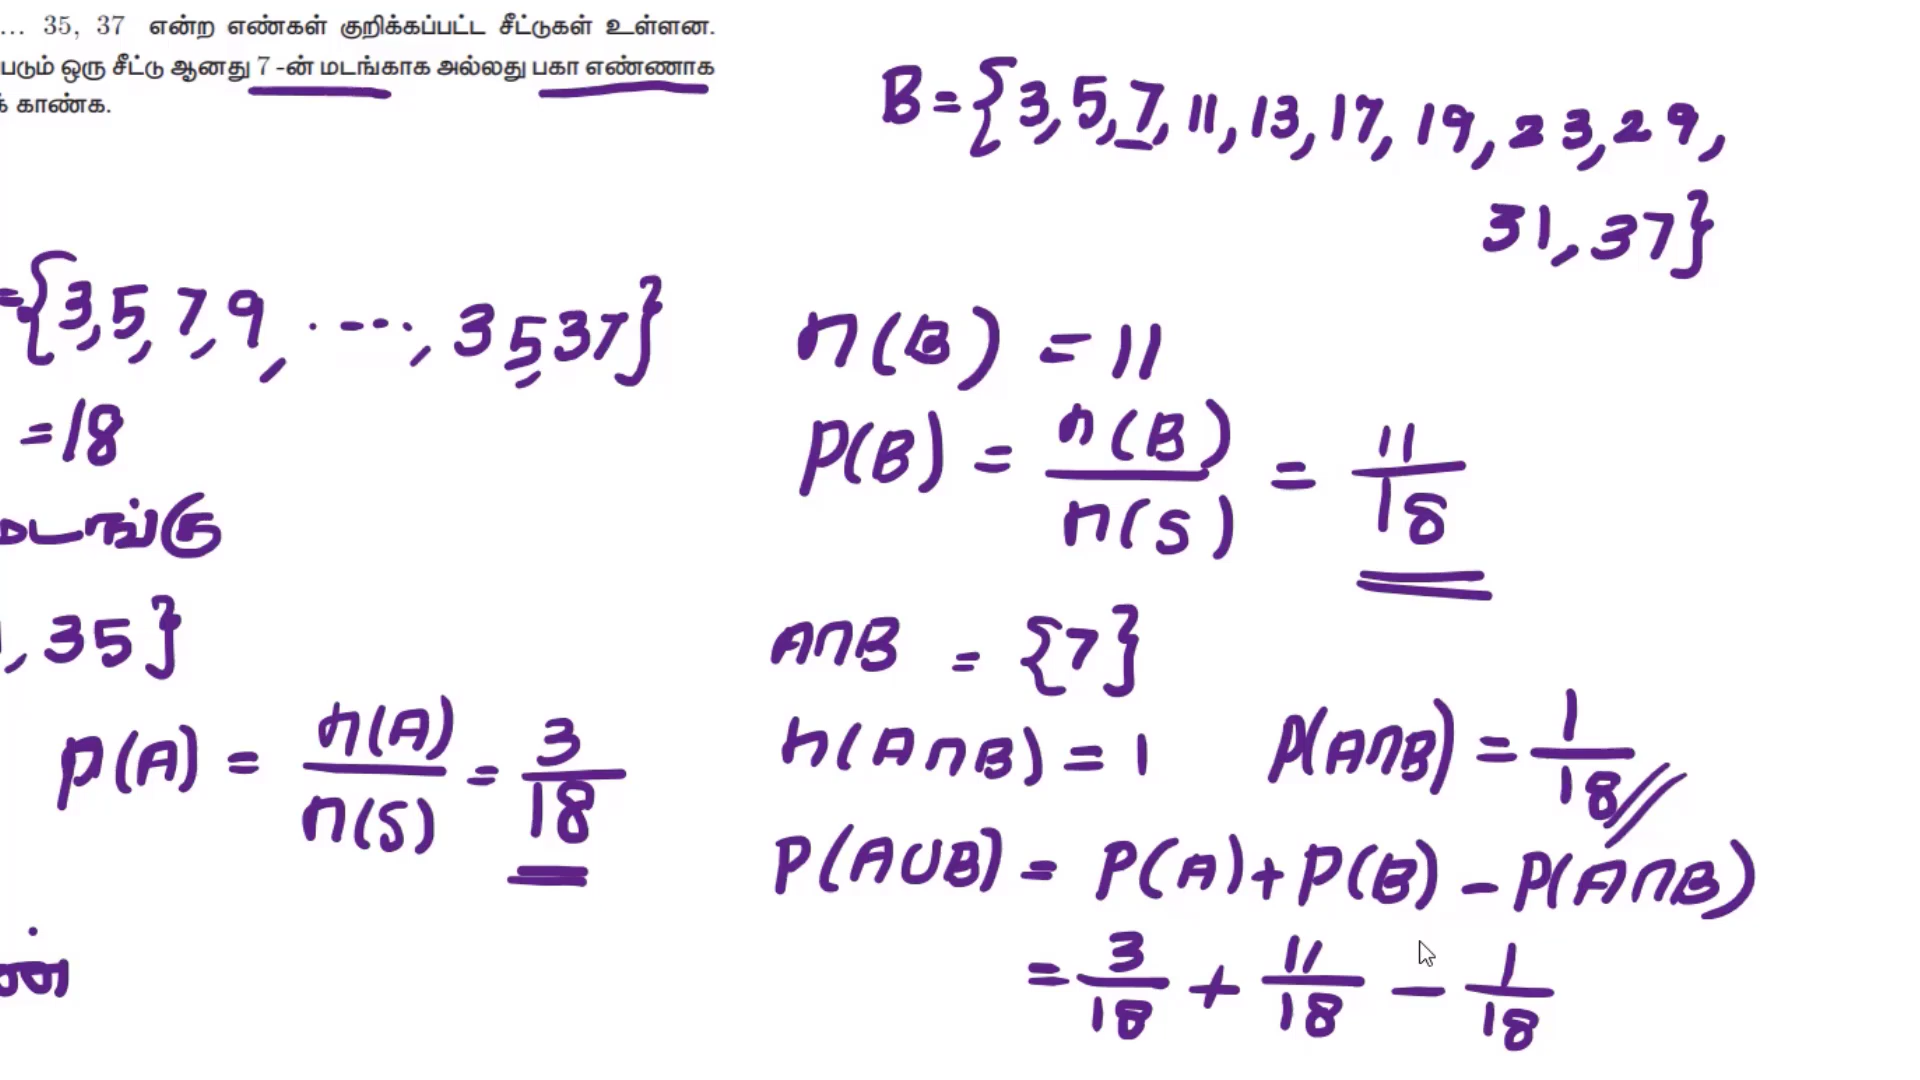 ... 35, 37 என்ற எண்கள் குறிக்கப்பட்ட சீட்டுகள் உள்ளன.
படும் ஒரு சீட்டு ஆனது 7 -ன் மடங்காக அல்லது பகா எண்ணாக
காண்க.
={3,5,7,9, ....., 35,37}
=18
மடங்கு
, 35}
P(A) = n(A)/n(S) = 3/18
B={3,5,7,11,13,17,19,23,29,
31,37}
n(B) = 11
P(B) = n(B)/n(S) = 11/18
A∩B = {7}
n(A∩B) = 1 P(A∩B) = 1/18
P(A∪B) = P(A)+P(B) - P(A∩B)
= 3/18 + 11/18 - 1/18